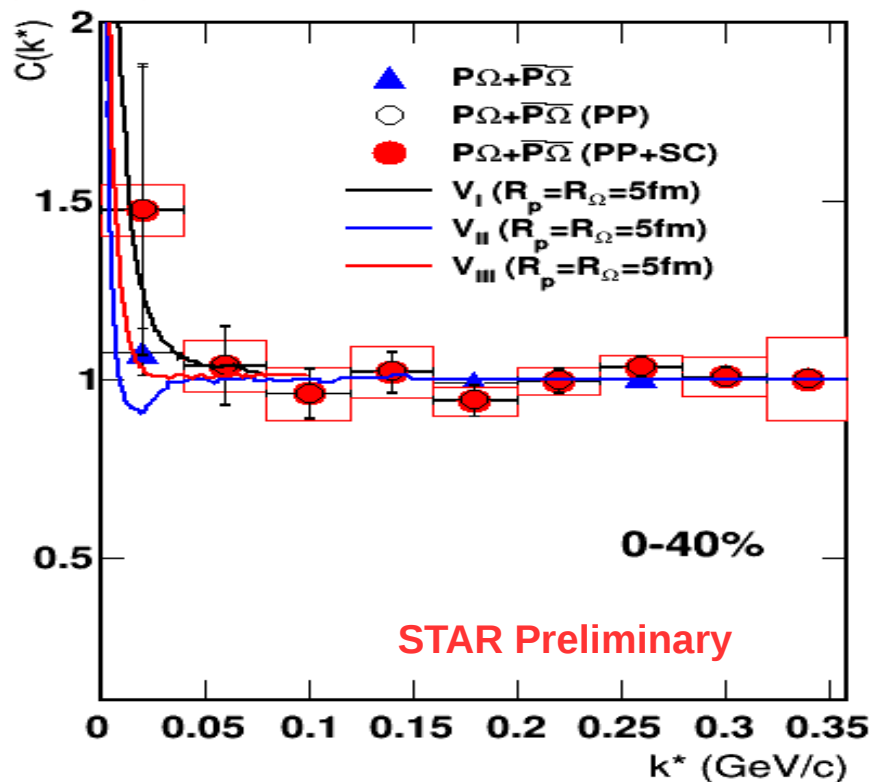 C(k*)
2
1.5
1
0.5
PΩ+P̅Ω̅
PΩ+P̅Ω̅ (PP)
PΩ+P̅Ω̅ (PP+SC)
V_I (R_p=R_Ω=5fm)
V_II (R_p=R_Ω=5fm)
V_III (R_p=R_Ω=5fm)
0-40%
STAR Preliminary
0 0.05 0.1 0.15 0.2 0.25 0.3 0.35
k* (GeV/c)